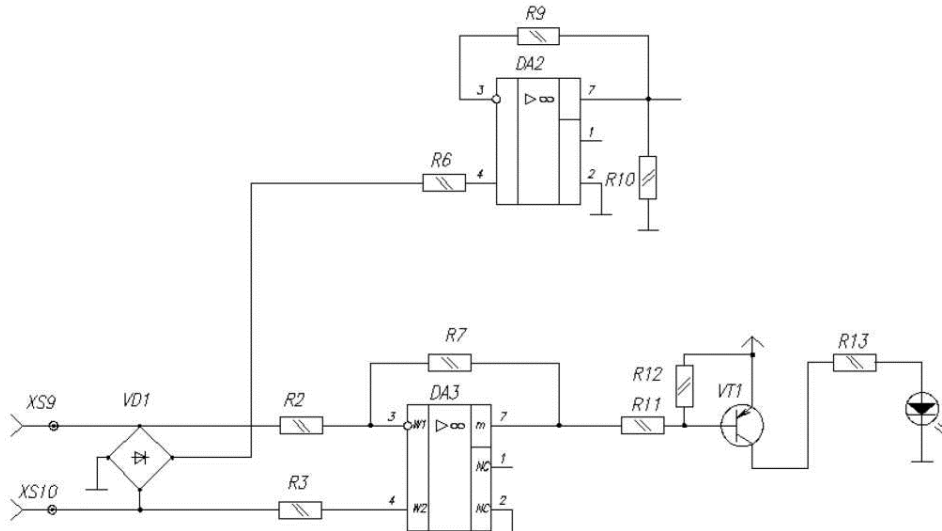 R9
DA2
3 ▷∞ 7
1
R6
4 2
R10
R7
R13
R12
XS9 VD1 R2 DA3 R11 VT1
3 W1 ▷∞ m 7
NC 1
XS10 R3
4 W2 NC 2